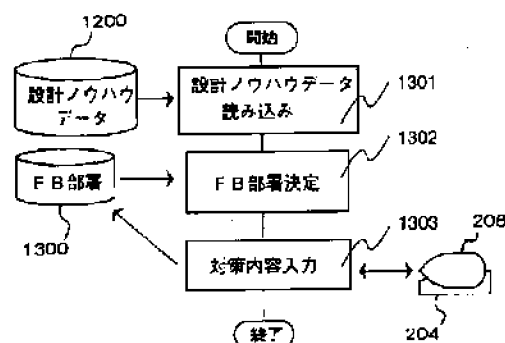 1200
開始
設計ノウハウ
データ
設計ノウハウデータ
読み込み
1301
1302
FB部署
FB部署決定
1300
1303
208
対策内容入力
204
終了